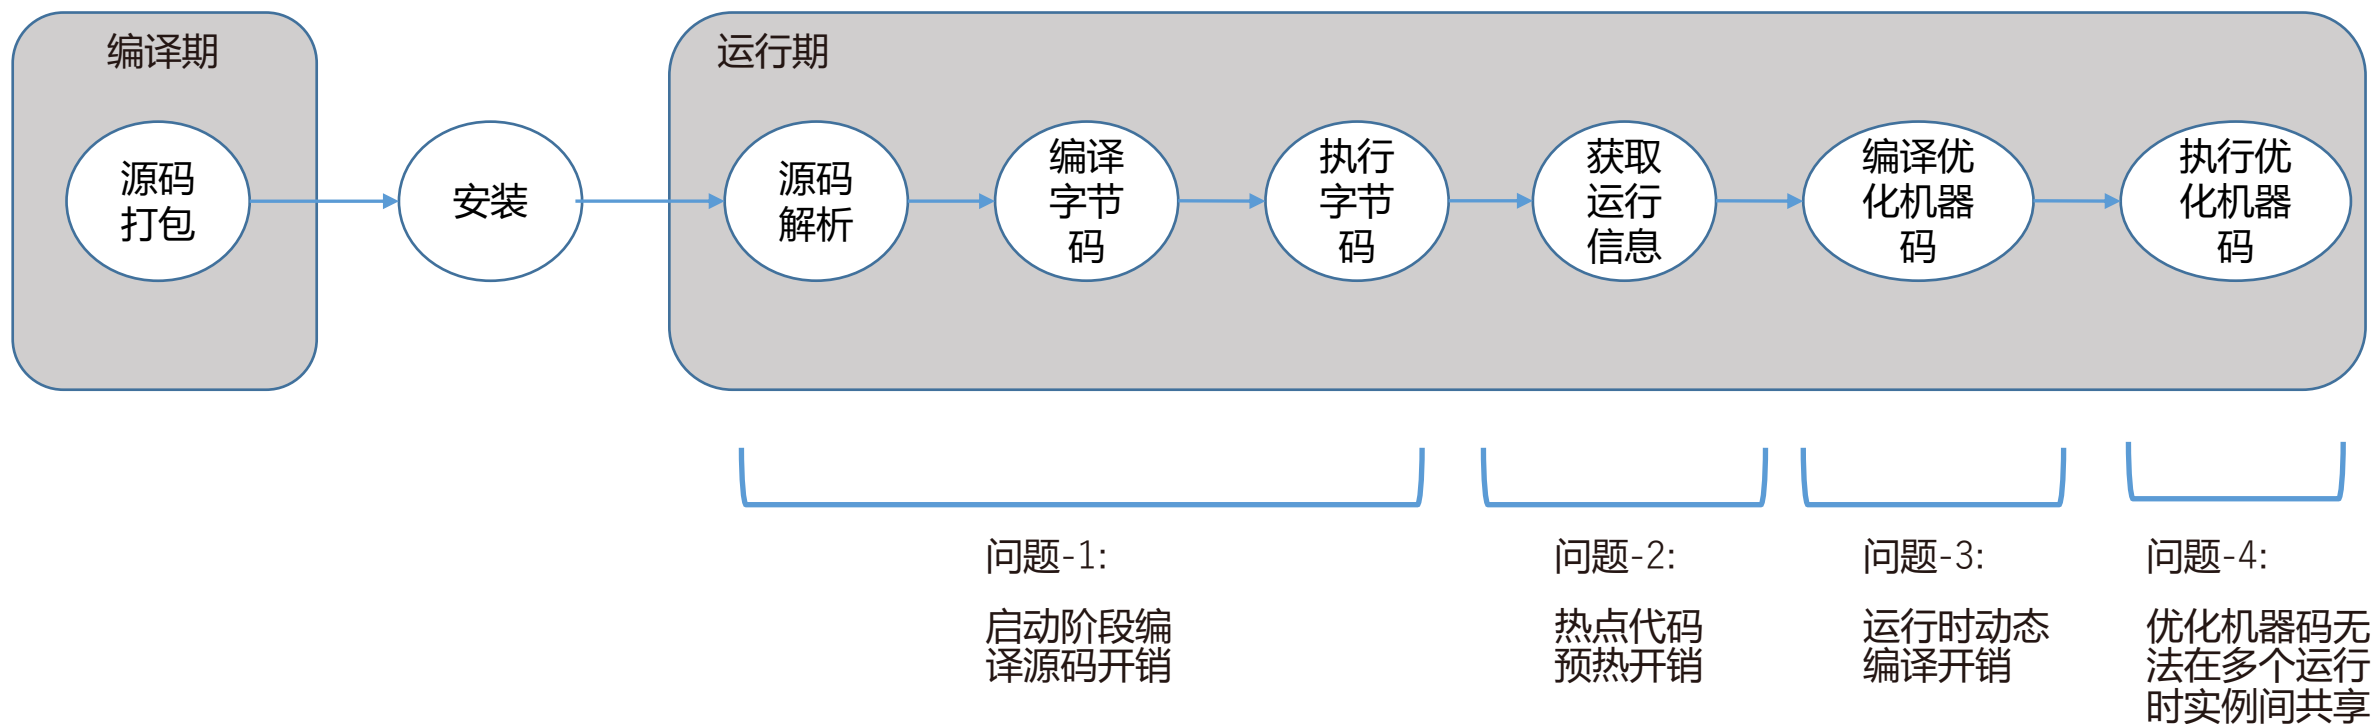 编译期
运行期
源码
打包
安装
源码
解析
编译
字节
码
执行
字节
码
获取
运行
信息
编译优
化机器
码
执行优
化机器
码
问题-1:
启动阶段编
译源码开销
问题-2:
热点代码
预热开销
问题-3:
运行时动态
编译开销
问题-4:
优化机器码无
法在多个运行
时实例间共享